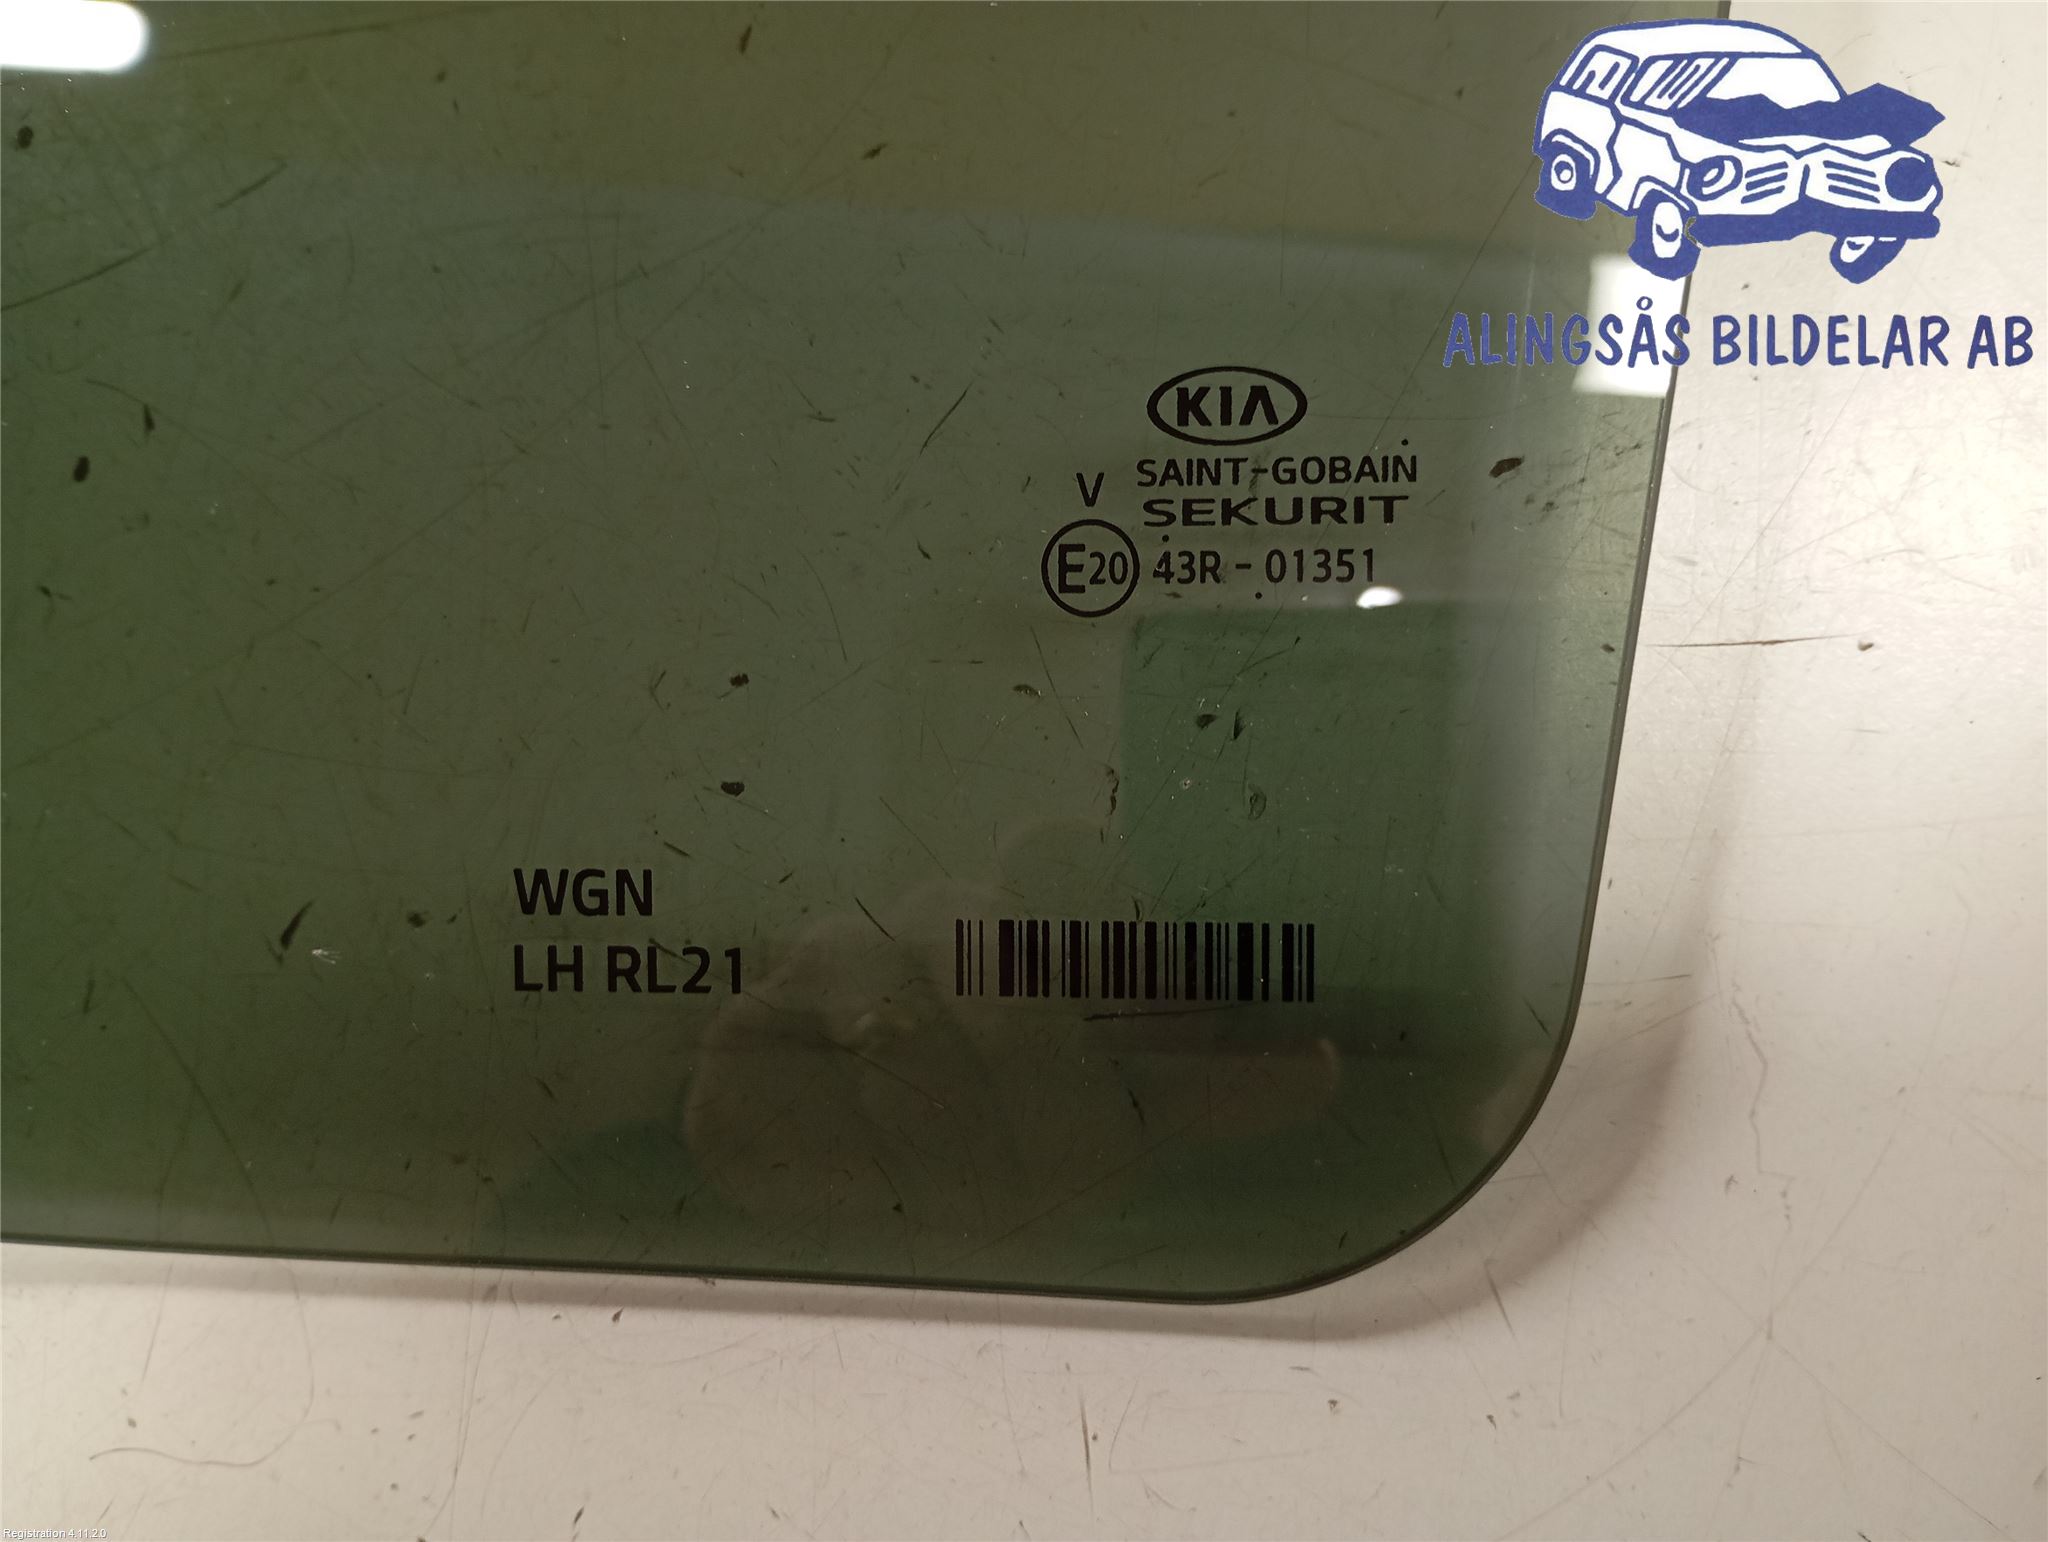 ALINGSÅS BILDELAR AB
KIA
SAINT-GOBAIN
V
SEKURIT
E20 43R - 01351
WGN
LH RL21
Registration 4.11.2.0